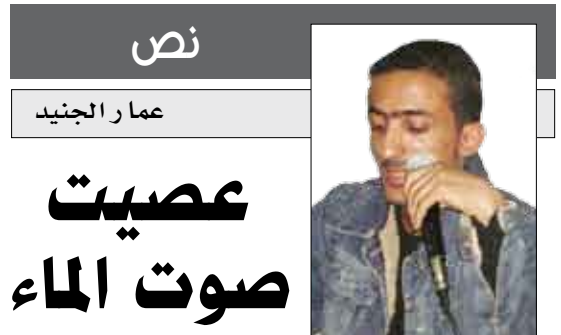 نص
عمار الجنيد
عصيت
صوت الماء